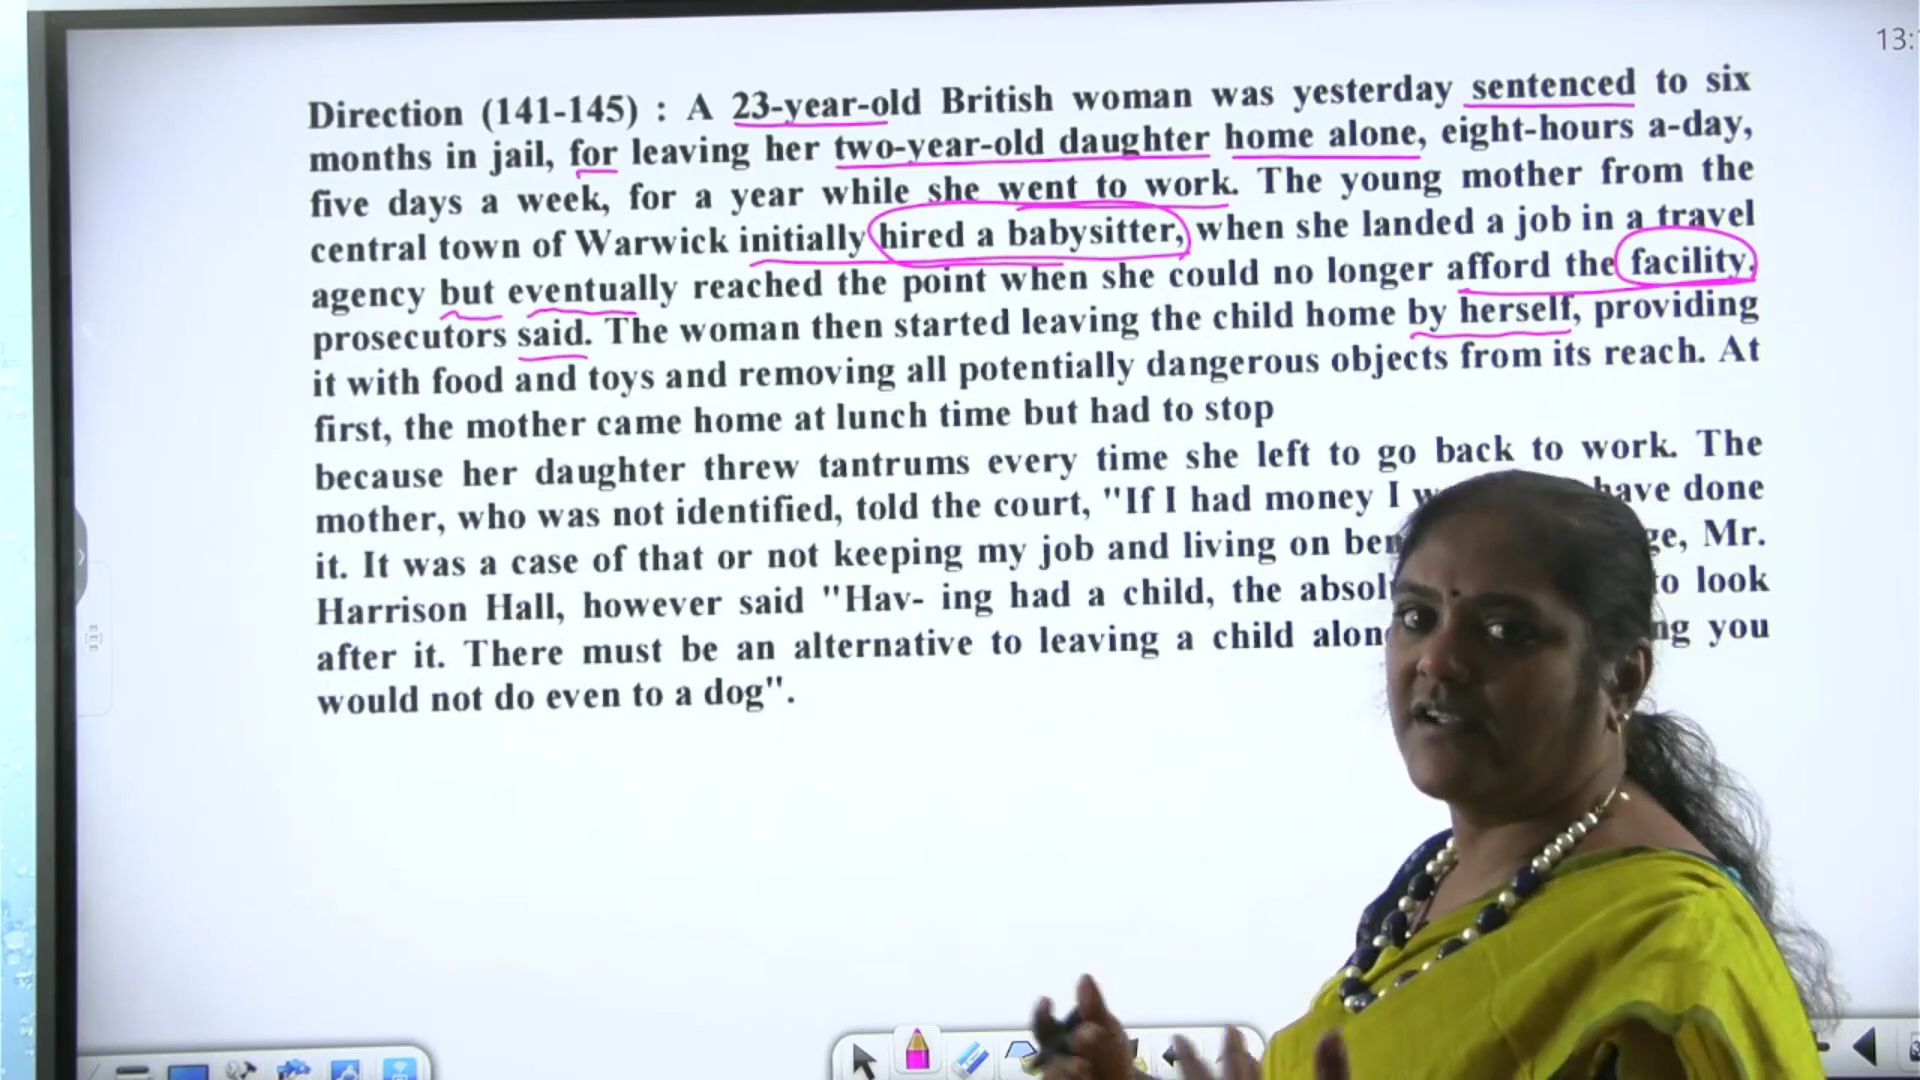 13:
Direction (141-145) : A 23-year-old British woman was yesterday sentenced to six
months in jail, for leaving her two-year-old daughter home alone, eight-hours a-day,
five days a week, for a year while she went to work. The young mother from the
central town of Warwick initially hired a babysitter, when she landed a job in a travel
agency but eventually reached the point when she could no longer afford the facility,
prosecutors said. The woman then started leaving the child home by herself, providing
it with food and toys and removing all potentially dangerous objects from its reach. At
first, the mother came home at lunch time but had to stop
because her daughter threw tantrums every time she left to go back to work. The
mother, who was not identified, told the court, "If I had money I have done
it. It was a case of that or not keeping my job and living on Mr.
Harrison Hall, however said "Hav- ing had a child, the to look
after it. There must be an alternative to leaving a child you
would not do even to a dog".